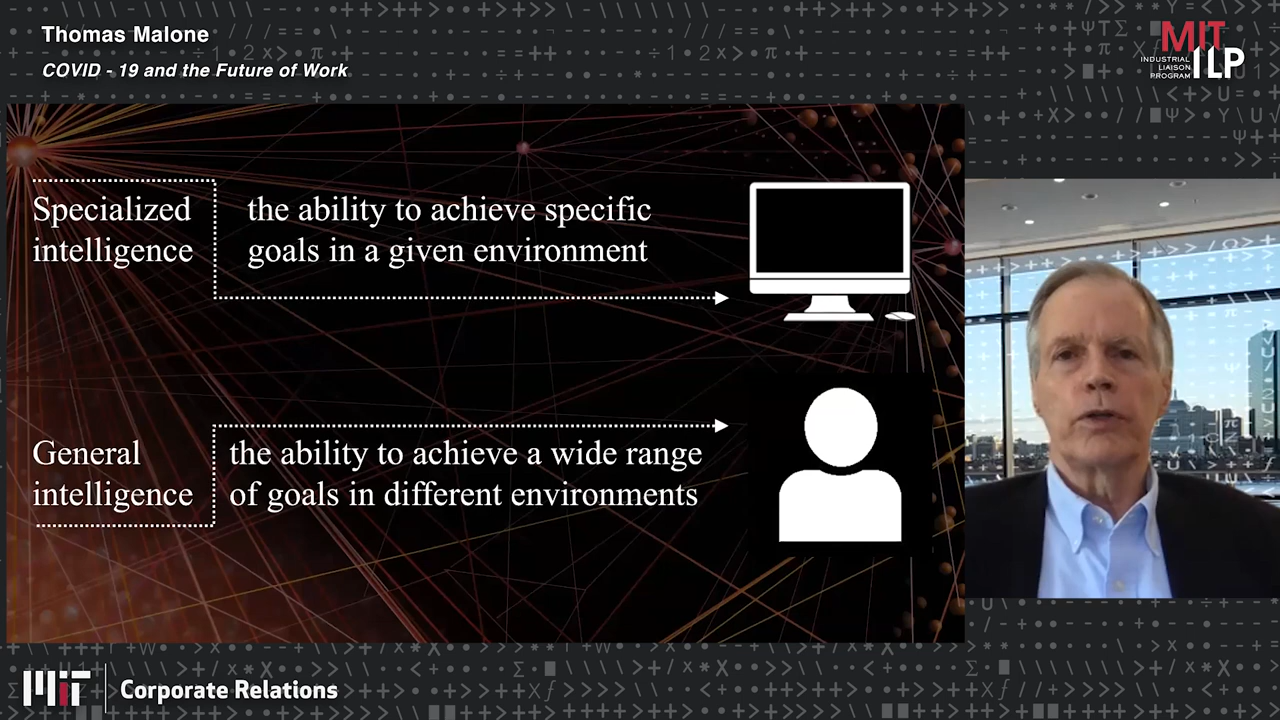 Thomas Malone
COVID - 19 and the Future of Work
MIT
INDUSTRIAL
LIAISON
PROGRAM
ILP
Specialized
intelligence
the ability to achieve specific
goals in a given environment
General
intelligence
the ability to achieve a wide range
of goals in different environments
MIT
Corporate Relations